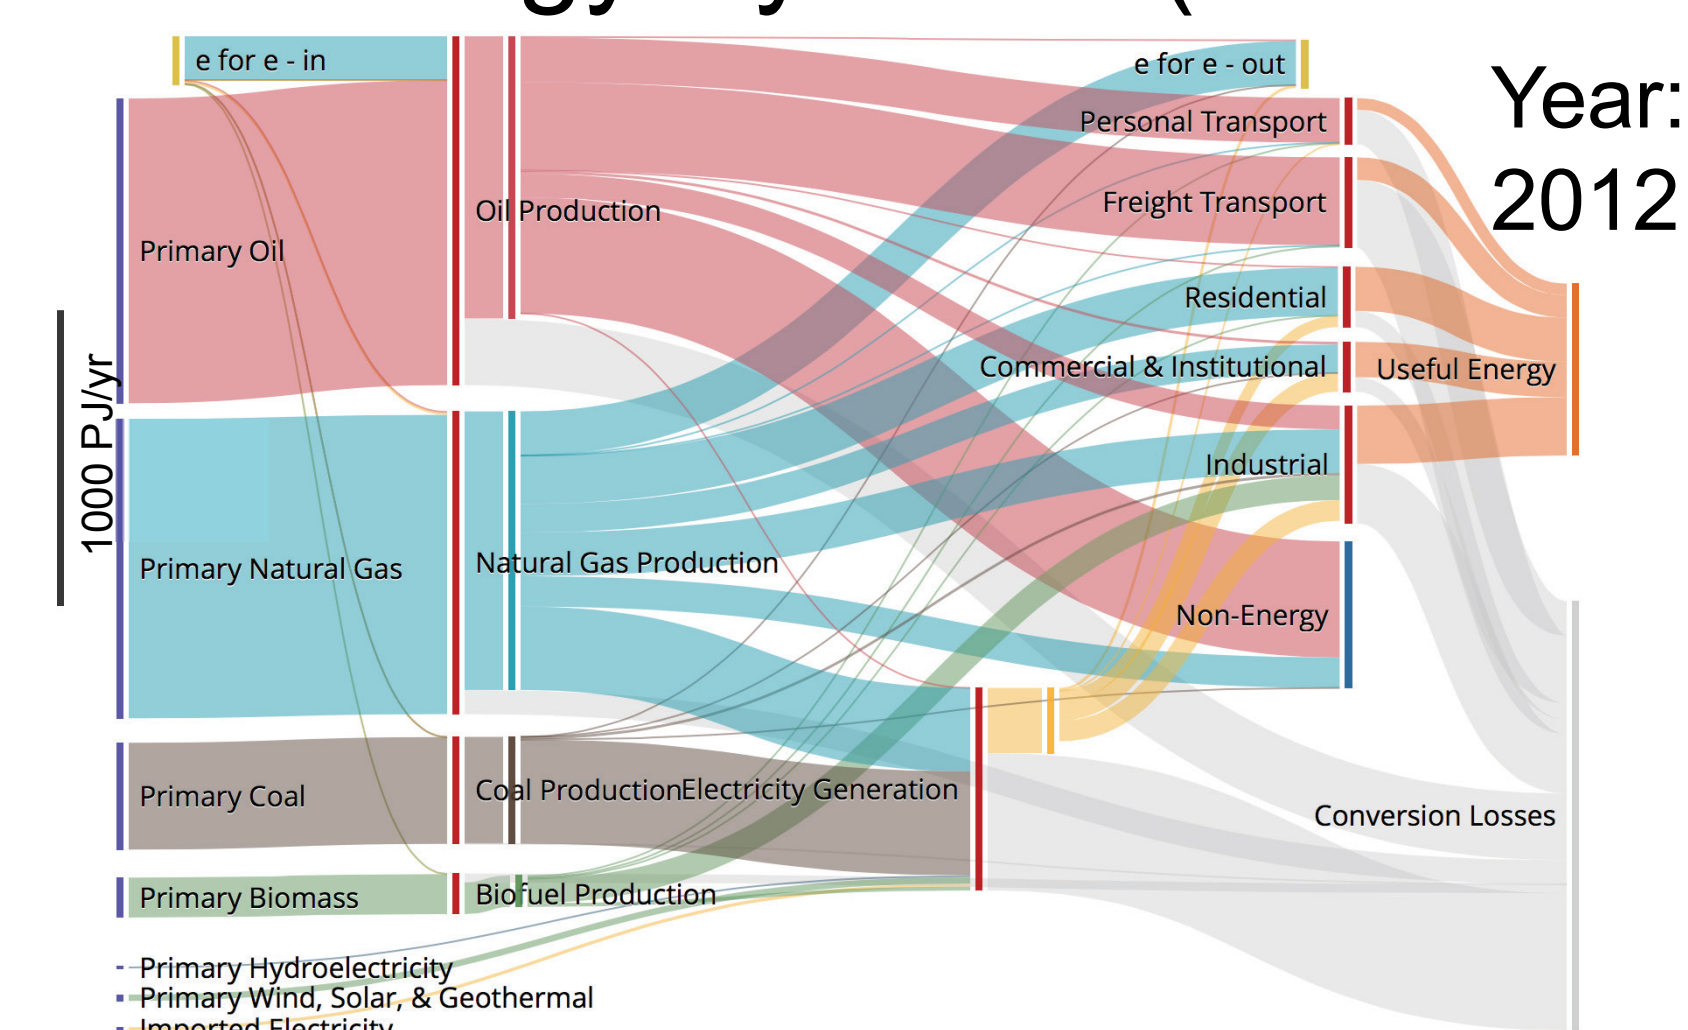 Year:
2012
e for e - in
e for e - out
Personal Transport
Freight Transport
Oil Production
Primary Oil
Residential
Commercial & Institutional
Useful Energy
1000 PJ/yr
Industrial
Natural Gas Production
Primary Natural Gas
Non-Energy
Coal Production
Electricity Generation
Primary Coal
Conversion Losses
Biofuel Production
Primary Biomass
Primary Hydroelectricity
Primary Wind, Solar, & Geothermal
Imported Electricity